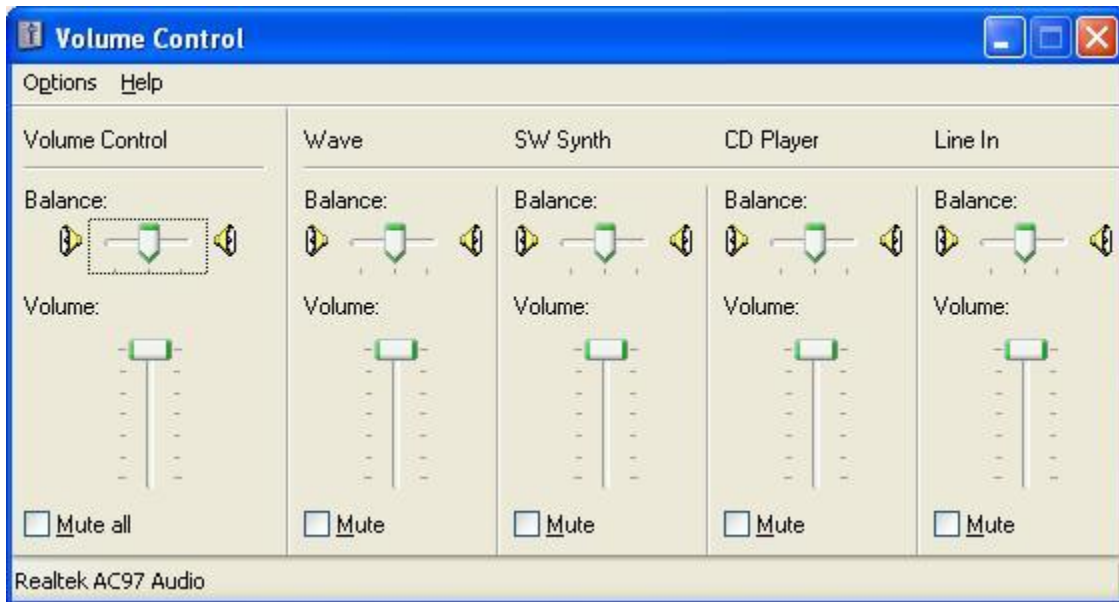 Volume Control
Options Help
Volume Control Wave SW Synth CD Player Line In
Balance: Balance: Balance: Balance: Balance:
Volume: Volume: Volume: Volume: Volume:
Mute all Mute Mute Mute Mute
Realtek AC97 Audio